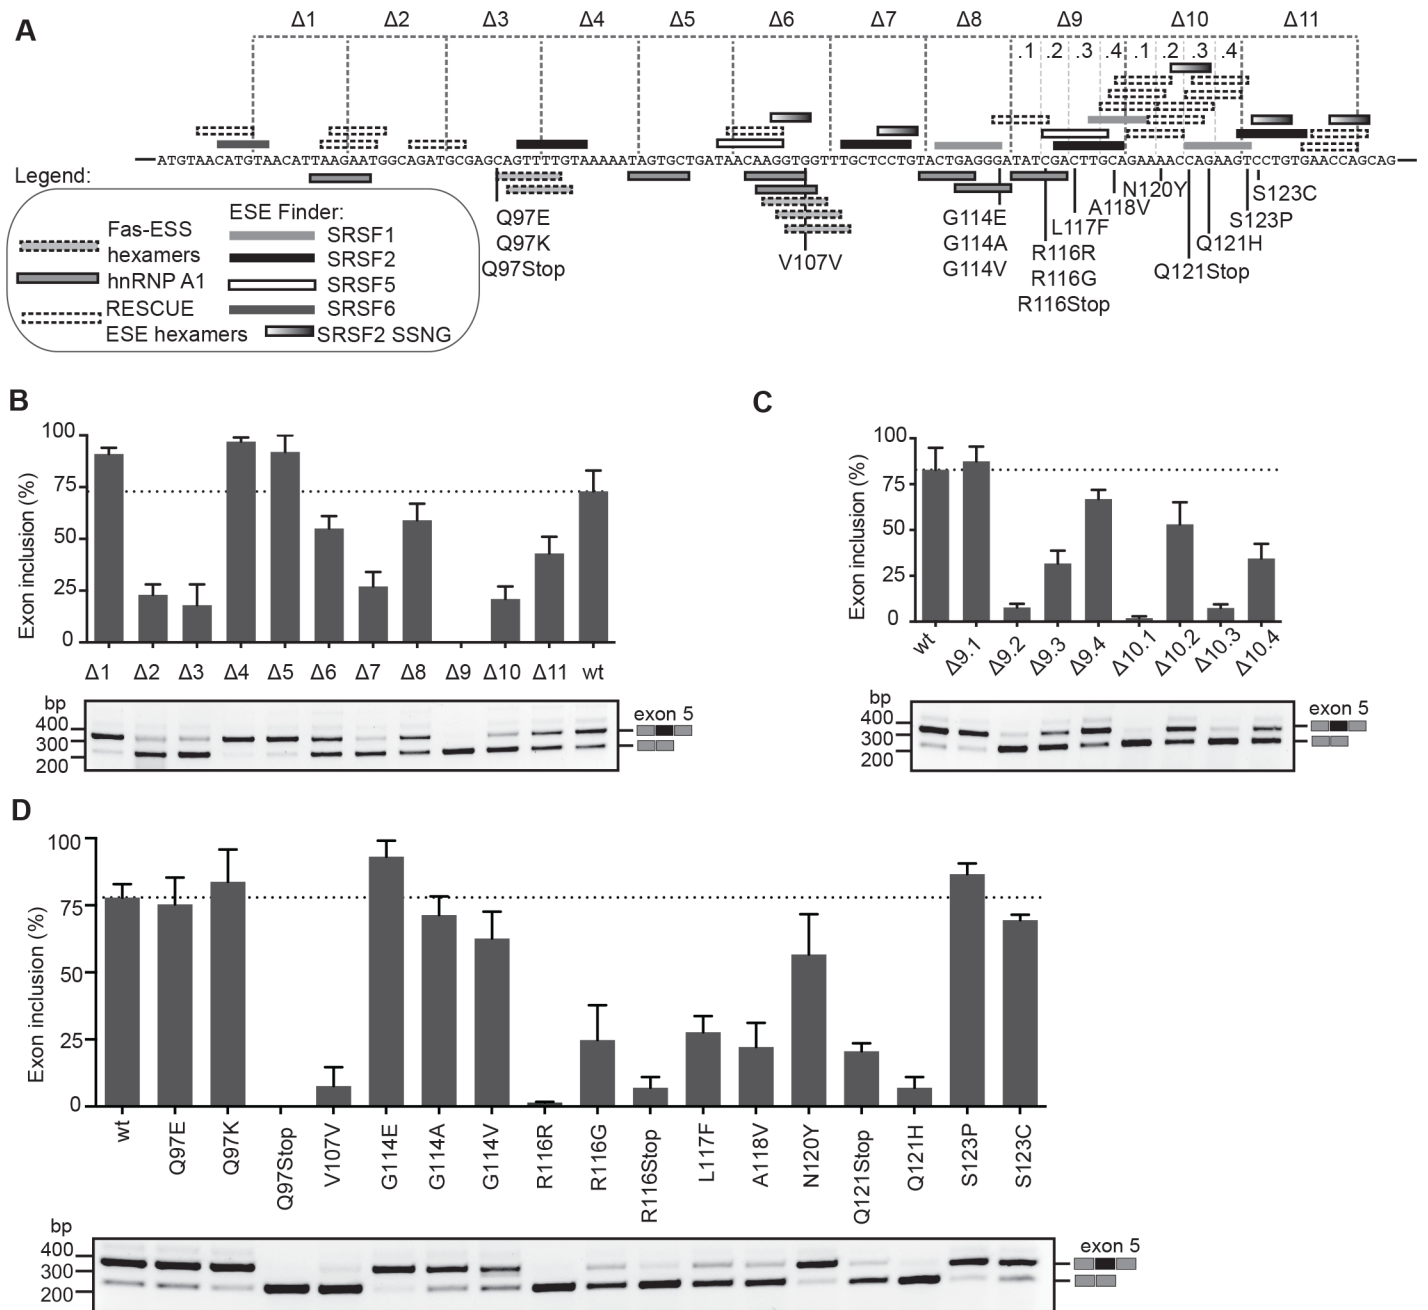 A
Δ1 Δ2 Δ3 Δ4 Δ5 Δ6 Δ7 Δ8 Δ9 Δ10 Δ11
.1 .2 .3 .4 .1 .2 .3 .4
ATGTAACATGTAACATTAAGAATGGCAGATGCGAGCAGTTTTGTAAAAATAGTGCTGATAACAAGGTGGTTTGCTCCTGTACTGAGGGATATCGACTTGCAGAAAACCAGAAGTCCTGTGAACCAGCAG
Legend:
Fas-ESS
hexamers
hnRNP A1
RESCUE
ESE hexamers
ESE Finder:
SRSF1
SRSF2
SRSF5
SRSF6
SRSF2 SSNG
Q97E
Q97K
Q97Stop
V107V
G114E
G114A
G114V
R116R
R116G
R116Stop
L117F
A118V
N120Y
Q121Stop
Q121H
S123P
S123C
B
Exon inclusion (%)
100
75
50
25
0
Δ1 Δ2 Δ3 Δ4 Δ5 Δ6 Δ7 Δ8 Δ9 Δ10 Δ11 wt
bp
400
300
200
exon 5
C
Exon inclusion (%)
100
75
50
25
0
wt Δ9.1 Δ9.2 Δ9.3 Δ9.4 Δ10.1 Δ10.2 Δ10.3 Δ10.4
bp
400
300
200
exon 5
D
Exon inclusion (%)
100
75
50
25
0
wt Q97E Q97K Q97Stop V107V G114E G114A G114V R116R R116G R116Stop L117F A118V N120Y Q121Stop Q121H S123P S123C
bp
400
300
200
exon 5